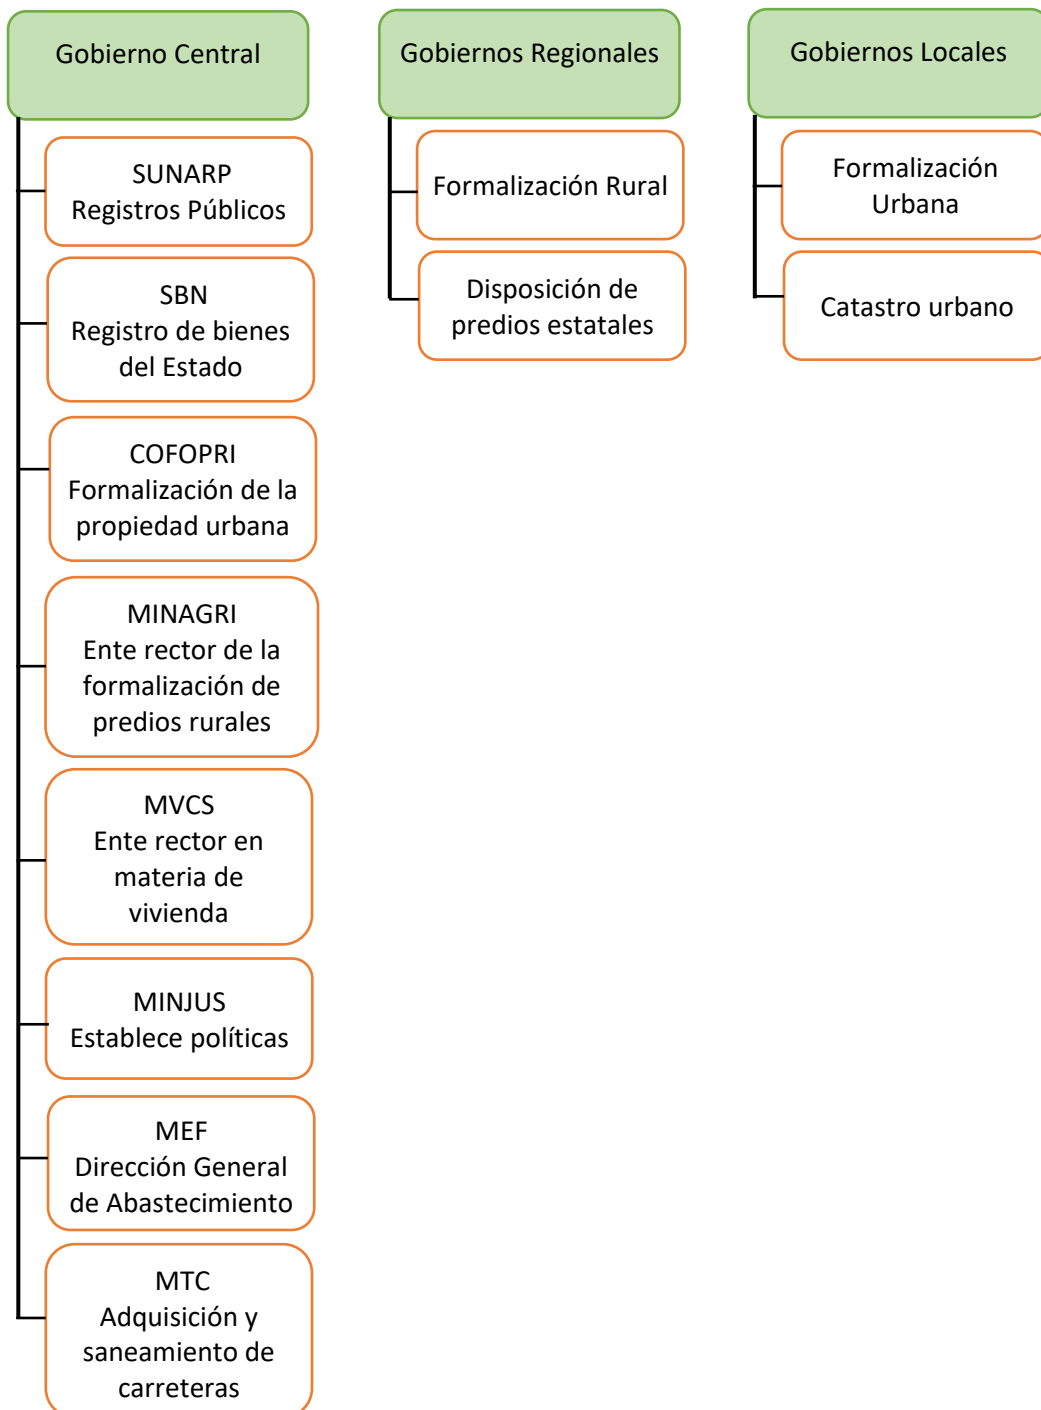 Gobierno Central
SUNARP
Registros Públicos
SBN
Registro de bienes
del Estado
COFOPRI
Formalización de la
propiedad urbana
MINAGRI
Ente rector de la
formalización de
predios rurales
MVCS
Ente rector en
materia de
vivienda
MINJUS
Establece políticas
MEF
Dirección General
de Abastecimiento
MTC
Adquisición y
saneamiento de
carreteras
Gobiernos Regionales
Formalización Rural
Disposición de
predios estatales
Gobiernos Locales
Formalización
Urbana
Catastro urbano